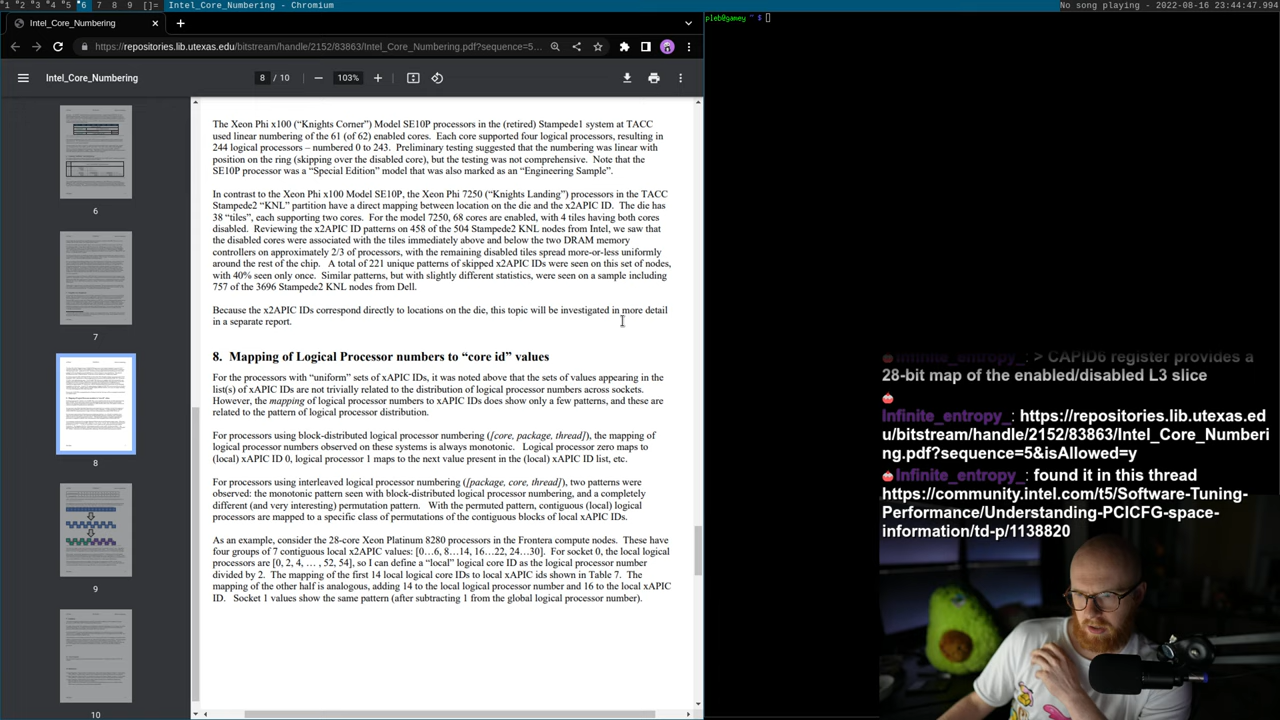 1 2 3 4 5 6 7 8 9 []= Intel_Core_Numbering - Chromium No song playing - 2022-08-16 23:44:47.994
Intel_Core_Numbering
pleb@gamey ~ $
https://repositories.lib.utexas.edu/bitstream/handle/2152/83863/Intel_Core_Numbering.pdf?sequence=5...
Intel_Core_Numbering 8 / 10 103%
6
7
8
9
10
The Xeon Phi x100 (“Knights Corner”) Model SE10P processors in the (retired) Stampede1 system at TACC
used linear numbering of the 61 (of 62) enabled cores. Each core supported four logical processors, resulting in
244 logical processors – numbered 0 to 243. Preliminary testing suggested that the numbering was linear with
position on the ring (skipping over the disabled core), but the testing was not comprehensive. Note that the
SE10P processor was a “Special Edition” model that was also marked as an “Engineering Sample”.
In contrast to the Xeon Phi x100 Model SE10P, the Xeon Phi 7250 (“Knights Landing”) processors in the TACC
Stampede2 “KNL” partition have a direct mapping between location on the die and the x2APIC ID. The die has
38 “tiles”, each supporting two cores. For the model 7250, 68 cores are enabled, with 4 tiles having both cores
disabled. Reviewing the x2APIC ID patterns on 458 of the 504 Stampede2 KNL nodes from Intel, we saw that
the disabled cores were associated with the tiles immediately above and below the two DRAM memory
controllers on approximately 2/3 of processors, with the remaining disabled tiles spread more-or-less uniformly
around the rest of the chip. A total of 221 unique patterns of skipped x2APIC IDs were seen on this set of nodes,
with 40% seen only once. Similar patterns, but with slightly different statistics, were seen on a sample including
757 of the 3696 Stampede2 KNL nodes from Dell.
Because the x2APIC IDs correspond directly to locations on the die, this topic will be investigated in more detail
in a separate report.
8. Mapping of Logical Processor numbers to “core id” values
For the processors with “uniform” sets of xAPIC IDs, it was noted above that the sets of values appearing in the
list(s) of xAPIC IDs are not trivially related to the distribution of logical processor numbers across sockets.
However, the mapping of logical processor numbers to xAPIC IDs does show only a few patterns, and these are
related to the pattern of logical processor distribution.
For processors using block-distributed logical processor numbering ([core, package, thread]), the mapping of
logical processor numbers observed on these systems is always monotonic. Logical processor zero maps to
(local) xAPIC ID 0, logical processor 1 maps to the next value present in the (local) xAPIC ID list, etc.
For processors using interleaved logical processor numbering ([package, core, thread]), two patterns were
observed: the monotonic pattern seen with block-distributed logical processor numbering, and a completely
different (and very interesting) permutation pattern. With the permuted pattern, contiguous (local) logical
processors are mapped to a specific class of permutations of the contiguous blocks of local xAPIC IDs.
As an example, consider the 28-core Xeon Platinum 8280 processors in the Frontera compute nodes. These have
four groups of 7 contiguous local x2APIC values: [0…6, 8…14, 16…22, 24…30]. For socket 0, the local logical
processors are [0, 2, 4, … , 52, 54], so I can define a “local” logical core ID as the logical processor number
divided by 2. The mapping of the first 14 local logical core IDs to local xAPIC ids shown in Table 7. The
mapping of the other half is analogous, adding 14 to the local logical processor number and 16 to the local xAPIC
ID. Socket 1 values show the same pattern (after subtracting 1 from the global logical processor number).
Infinite_entropy_: > CAPID6 register provides a
28-bit map of the enabled/disabled L3 slice
Infinite_entropy_: https://repositories.lib.utexas.ed
u/bitstream/handle/2152/83863/Intel_Core_Numberi
ng.pdf?sequence=5&isAllowed=y
Infinite_entropy_: found it in this thread
https://community.intel.com/t5/Software-Tuning-
Performance/Understanding-PCICFG-space-
information/td-p/1138820